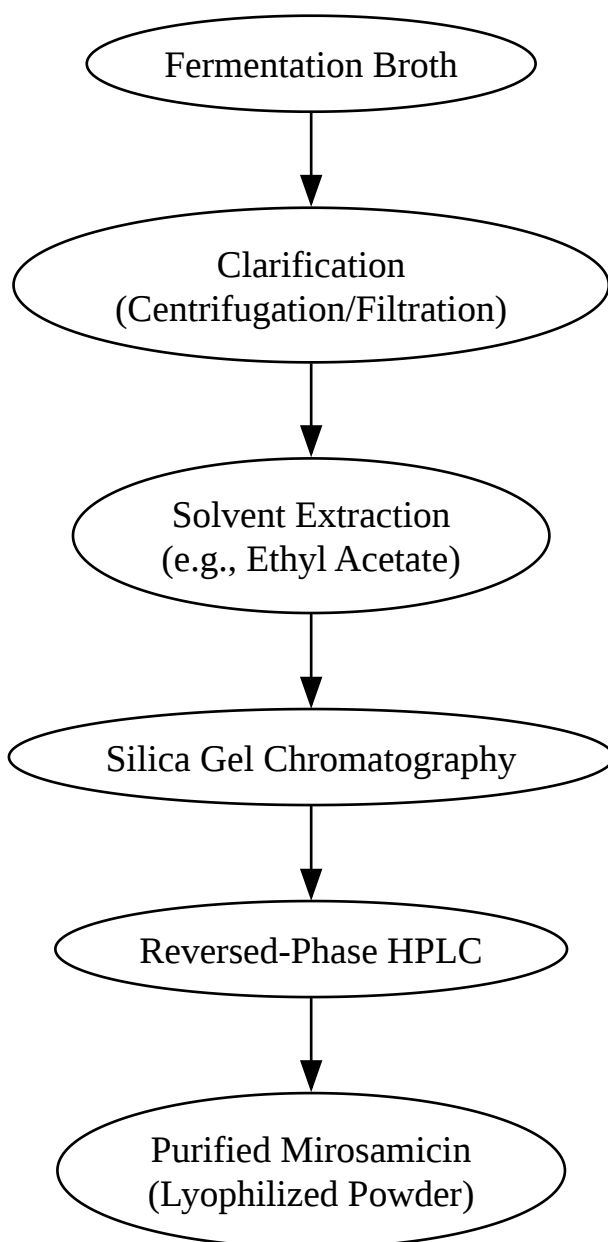 Fermentation Broth
Clarification
(Centrifugation/Filtration)
Solvent Extraction
(e.g., Ethyl Acetate)
Silica Gel Chromatography
Reversed-Phase HPLC
Purified Mirosamicin
(Lyophilized Powder)